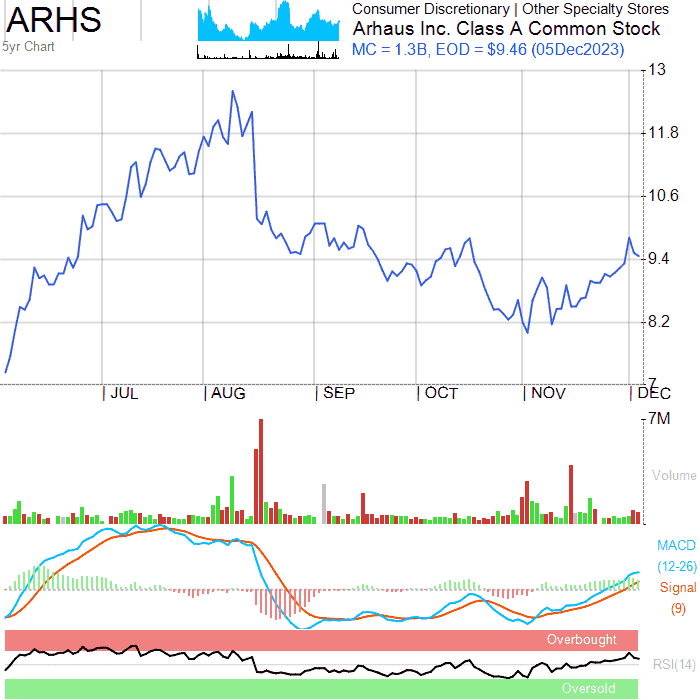 ARHS
5yr Chart
Consumer Discretionary | Other Specialty Stores
Arhaus Inc. Class A Common Stock
MC = 1.3B, EOD = $9.46 (05Dec2023)
13
11.8
10.6
9.4
8.2
7
JUL AUG SEP OCT NOV DEC
7M
Volume
MACD
(12-26)
Signal
(9)
Overbought
RSI(14)
Oversold